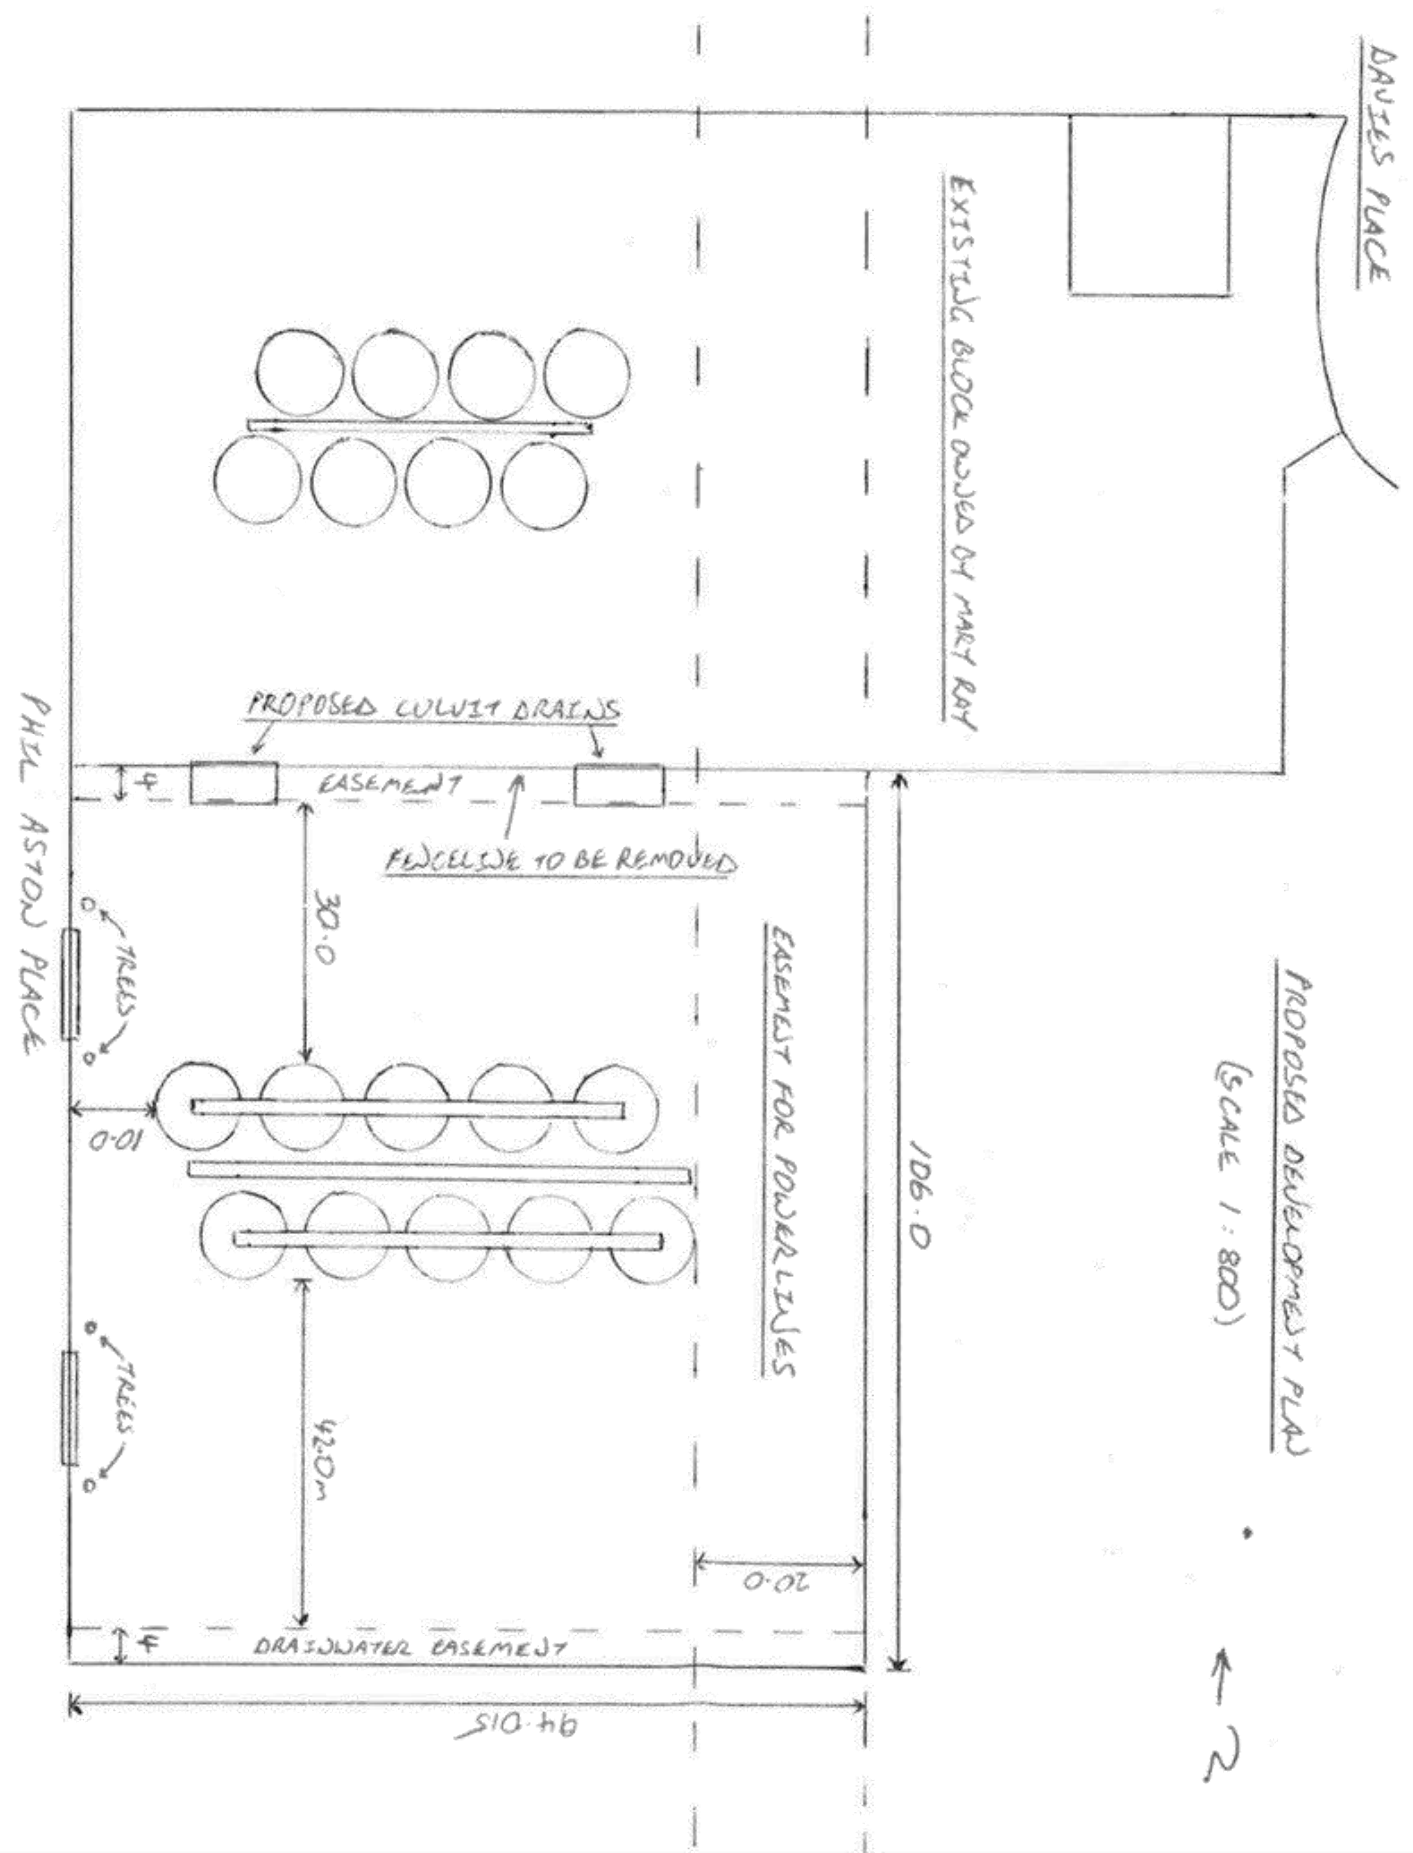 DAVIES PLACE
EXISTING BLOCK OWNED BY MARY RAY
PROPOSED DEVELOPMENT PLAN
(SCALE 1:800)
PROPOSED CULVIT DRAINS
4
EASEMENT
FENCELINE TO BE REMOVED
30.0
EASEMENT FOR POWERLINES
106.0
TREES
PHIL ASTON PLACE
10.0
TREES
42.0m
20.0
4
DRAINWATER EASEMENT
94.015